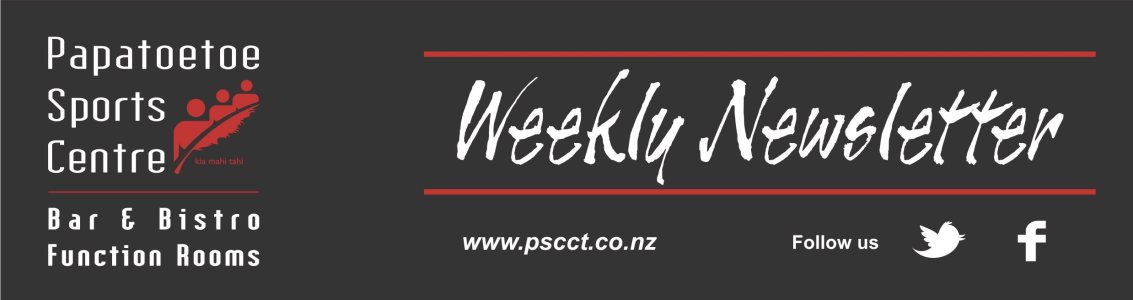 Papatoetoe
Sports
Centre
kia mahi tahi
Bar & Bistro
Function Rooms
Weekly Newsletter
www.pscct.co.nz
Follow us